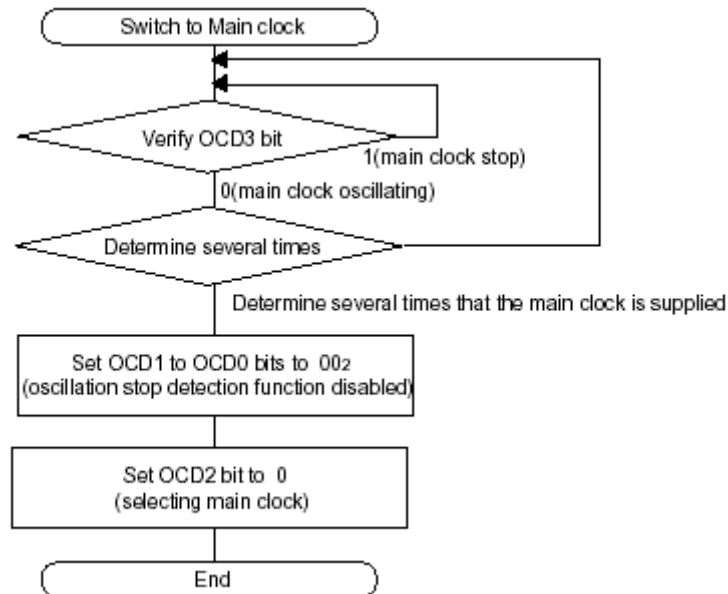 Switch to Main clock
Verify OCD3 bit
1(main clock stop)
0(main clock oscillating)
Determine several times
Determine several times that the main clock is supplied
Set OCD1 to OCD0 bits to 00₂
(oscillation stop detection function disabled)
Set OCD2 bit to 0
(selecting main clock)
End